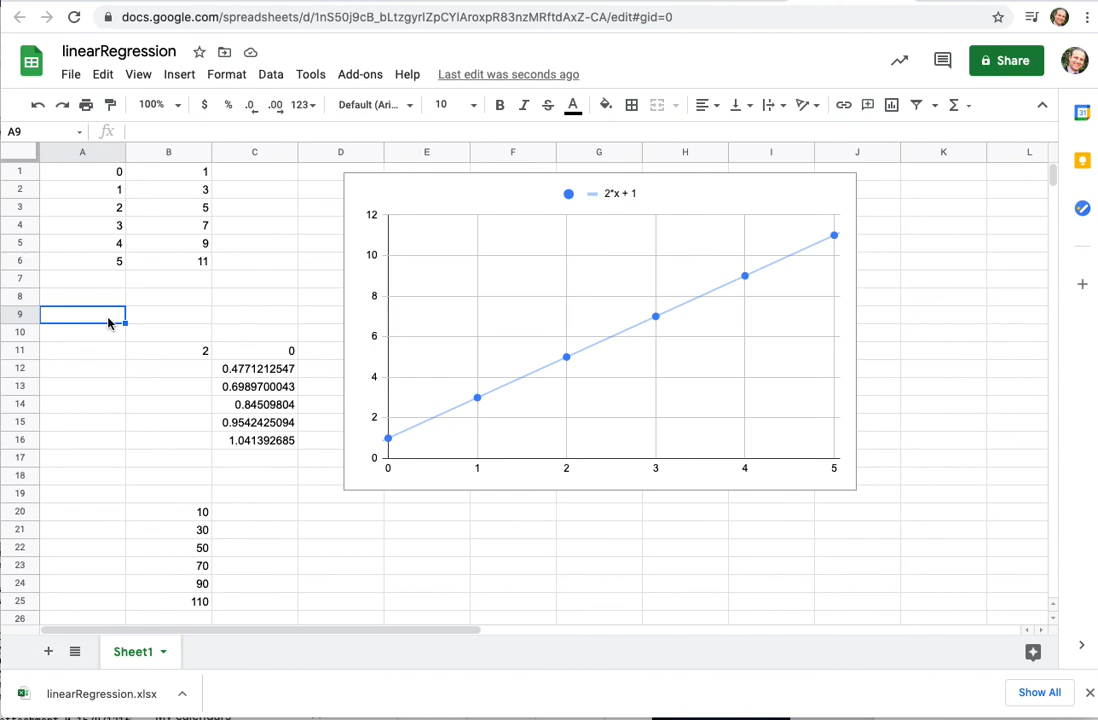 docs.google.com/spreadsheets/d/1nS50j9cB_bLtzgyrIZpCYlAroxpR83nzMRftdAxZ-CA/edit#gid=0
linearRegression
File Edit View Insert Format Data Tools Add-ons Help Last edit was seconds ago
Share
100% $ % .0 .00 123 Default (Ari... 10 B I S A Σ
31
A9 fx
A B C D E F G H I J K L
1 0 1
2 1 3
3 2 5
4 3 7
5 4 9
6 5 11
7
8
9
10
11 2 0
12 0.4771212547
13 0.6989700043
14 0.84509804
15 0.9542425094
16 1.041392685
17
18
19
20 10
21 30
22 50
23 70
24 90
25 110
26
2*x + 1
12
10
8
6
4
2
0
0 1 2 3 4 5
Sheet1
linearRegression.xlsx
Show All